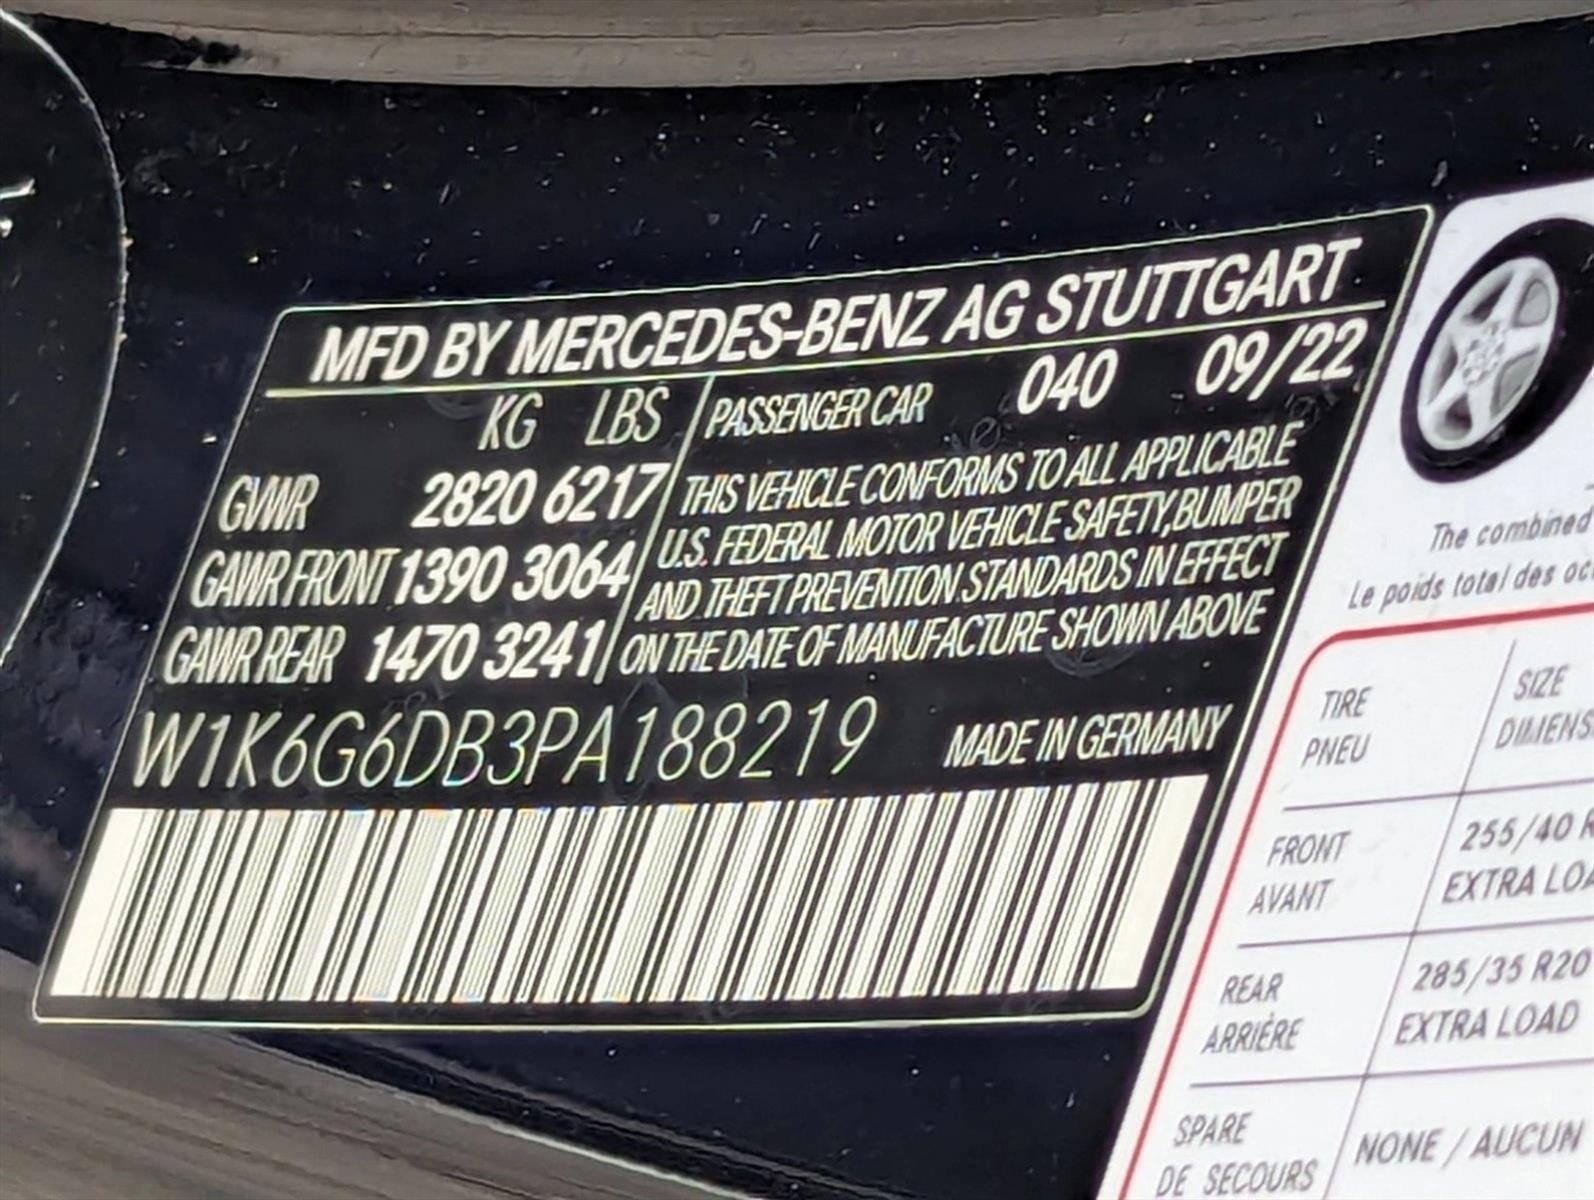 MFD BY MERCEDES-BENZ AG STUTTGART
KG LBS
GVWR 2820 6217
GAWR FRONT 1390 3064
GAWR REAR 1470 3241
PASSENGER CAR 040 09/22
THIS VEHICLE CONFORMS TO ALL APPLICABLE
U.S. FEDERAL MOTOR VEHICLE SAFETY, BUMPER
AND THEFT PREVENTION STANDARDS IN EFFECT
ON THE DATE OF MANUFACTURE SHOWN ABOVE
W1K6G6DB3PA188219 MADE IN GERMANY
The combined
Le poids total des
TIRE SIZE
PNEU
FRONT 255/40
AVANT EXTRA
REAR 285/35 R20
ARRIÈRE EXTRA LOAD
SPARE NONE / AUCUN
DE SECOURS